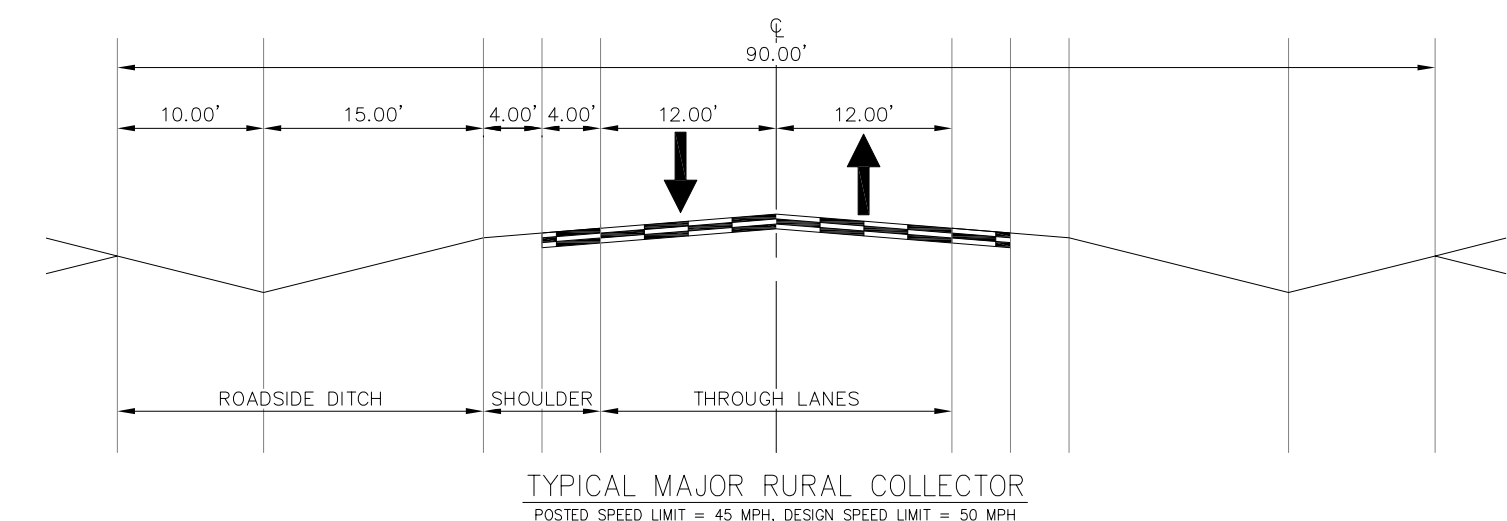 ℄
90.00'
10.00' 15.00' 4.00' 4.00' 12.00' 12.00'
ROADSIDE DITCH SHOULDER THROUGH LANES
TYPICAL MAJOR RURAL COLLECTOR
POSTED SPEED LIMIT = 45 MPH, DESIGN SPEED LIMIT = 50 MPH